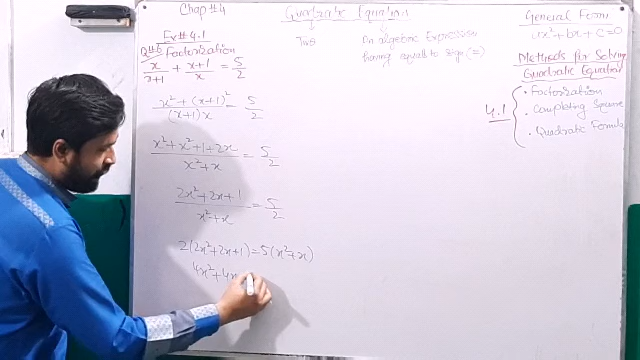 Chap#4
Ex#4.1
Q#6 Factorization
x/(x+1) + (x+1)/x = 5/2
(x²+(x+1)²)/((x+1)x) = 5/2
(x²+x²+1+2x)/(x²+x) = 5/2
(2x²+2x+1)/(x²+x) = 5/2
2(2x²+2x+1)=5(x²+x)
4x²+4x
Quadratic Equation
Two
An algebric Expression
having equal to sign (=)
General Form
ax²+bx+c=0
Methods for Solving
Quadratic Equation
4.1
• Factorization
• Completing Square
• Quadratic Formula